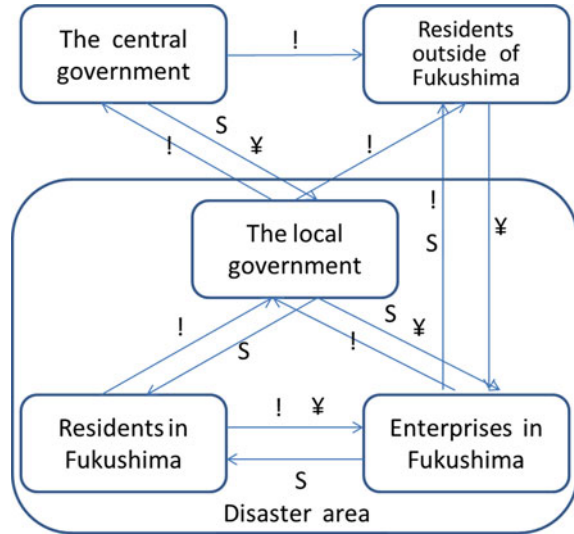 The central
government
!
Residents
outside of
Fukushima
S
!
¥
!
The local
government
!
S
¥
!
S
S
¥
!
Residents in
Fukushima
!
¥
S
Enterprises in
Fukushima
Disaster area